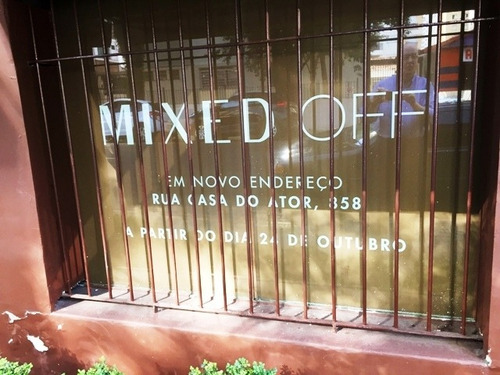 MIXED OFF
EM NOVO ENDEREÇO
RUA CASA DO ATOR, 858
A PARTIR DO DIA 24 DE OUTUBRO